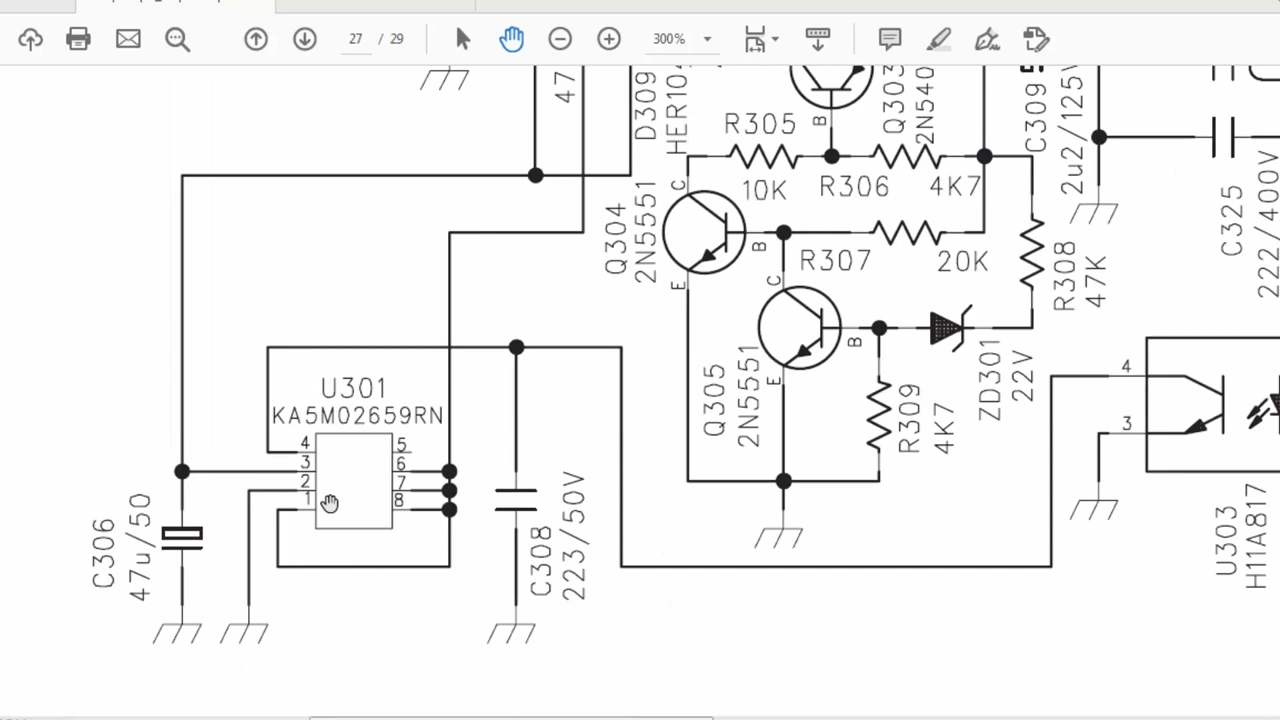 27 / 29
300%
47
D309
HER104
Q303
2N540
C309
2u2/125V
R305
10K
B
R306
4K7
C325
222/400V
Q304
2N5551
C
B
E
R307
20K
R308
47K
C
B
E
Q305
2N5551
ZD301
22V
R309
4K7
U301
KA5M02659RN
4
3
2
1
5
6
7
8
C306
47u/50
C308
223/50V
4
3
U303
H11A817